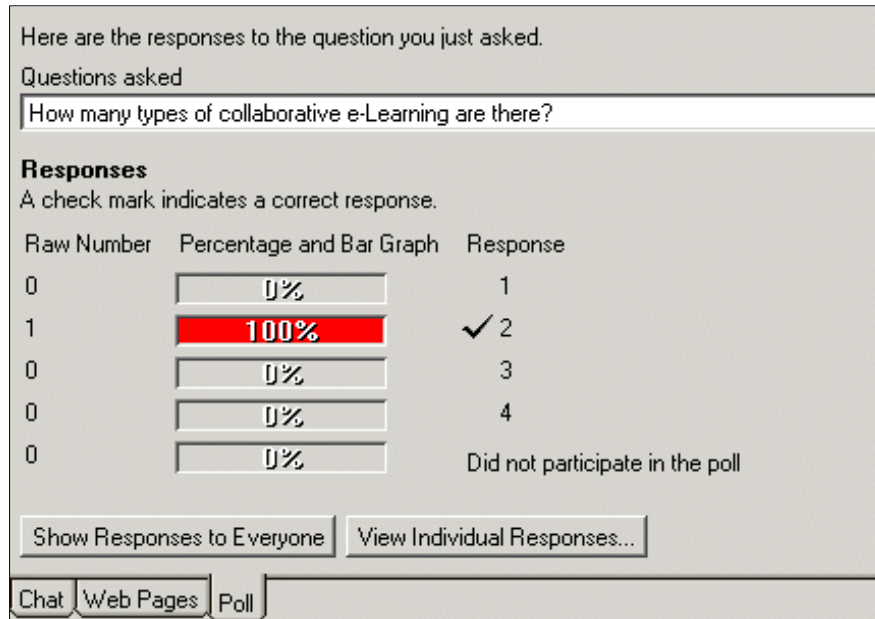 Here are the responses to the question you just asked.
Questions asked
How many types of collaborative e-Learning are there?
Responses
A check mark indicates a correct response.
Raw Number Percentage and Bar Graph Response
0 0% 1
1 100% ✓ 2
0 0% 3
0 0% 4
0 0% Did not participate in the poll
Show Responses to Everyone View Individual Responses...
Chat Web Pages Poll